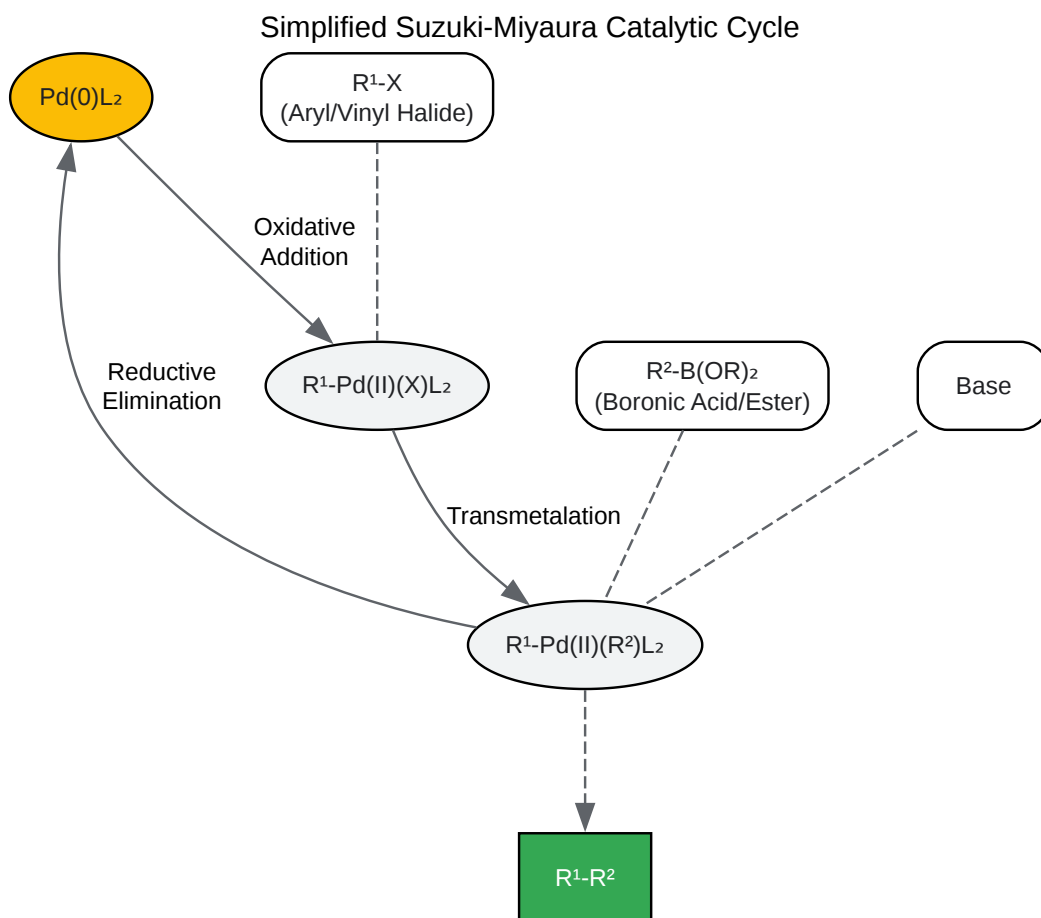 Simplified Suzuki-Miyaura Catalytic Cycle
Pd(0)L₂
R¹-X
(Aryl/Vinyl Halide)
Oxidative
Addition
Reductive
Elimination
R¹-Pd(II)(X)L₂
R²-B(OR)₂
(Boronic Acid/Ester)
Base
Transmetalation
R¹-Pd(II)(R²)L₂
R¹-R²